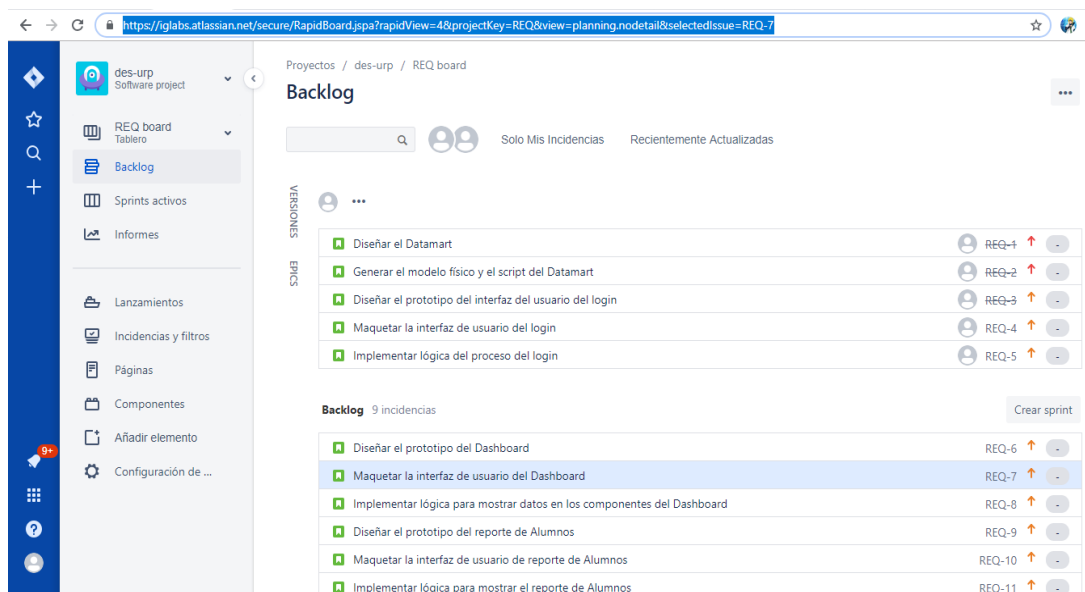 https://iglabs.atlassian.net/secure/RapidBoard.jspa?rapidView=4&projectKey=REQ&view=planning.nodetail&selectedIssue=REQ-7
des-urp
Software project
REQ board
Tablero
Backlog
Sprints activos
Informes
Lanzamientos
Incidencias y filtros
Páginas
Componentes
Añadir elemento
Configuración de ...
9+
Proyectos / des-urp / REQ board
Backlog
Solo Mis Incidencias Recientemente Actualizadas
VERSIONES
EPICS
Diseñar el Datamart REQ-1 -
Generar el modelo físico y el script del Datamart REQ-2 -
Diseñar el prototipo del interfaz del usuario del login REQ-3 -
Maquetar la interfaz de usuario del login REQ-4 -
Implementar lógica del proceso del login REQ-5 -
Backlog 9 incidencias Crear sprint
Diseñar el prototipo del Dashboard REQ-6 -
Maquetar la interfaz de usuario del Dashboard REQ-7 -
Implementar lógica para mostrar datos en los componentes del Dashboard REQ-8 -
Diseñar el prototipo del reporte de Alumnos REQ-9 -
Maquetar la interfaz de usuario de reporte de Alumnos REQ-10 -
Implementar lógica para mostrar el reporte de Alumnos REQ-11 -